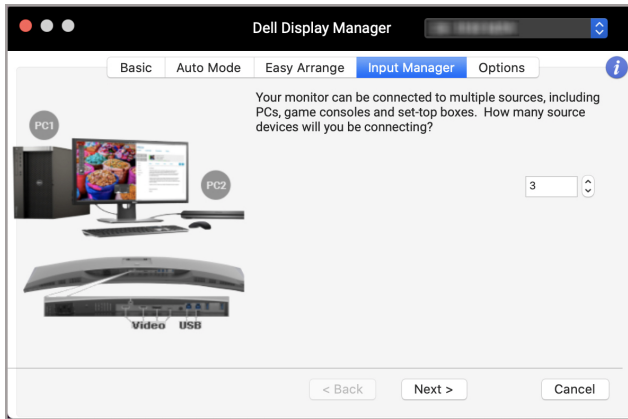 Dell Display Manager
Basic
Auto Mode
Easy Arrange
Input Manager
Options
i
Your monitor can be connected to multiple sources, including
PCs, game consoles and set-top boxes. How many source
devices will you be connecting?
PC1
PC2
3
Video
USB
< Back
Next >
Cancel